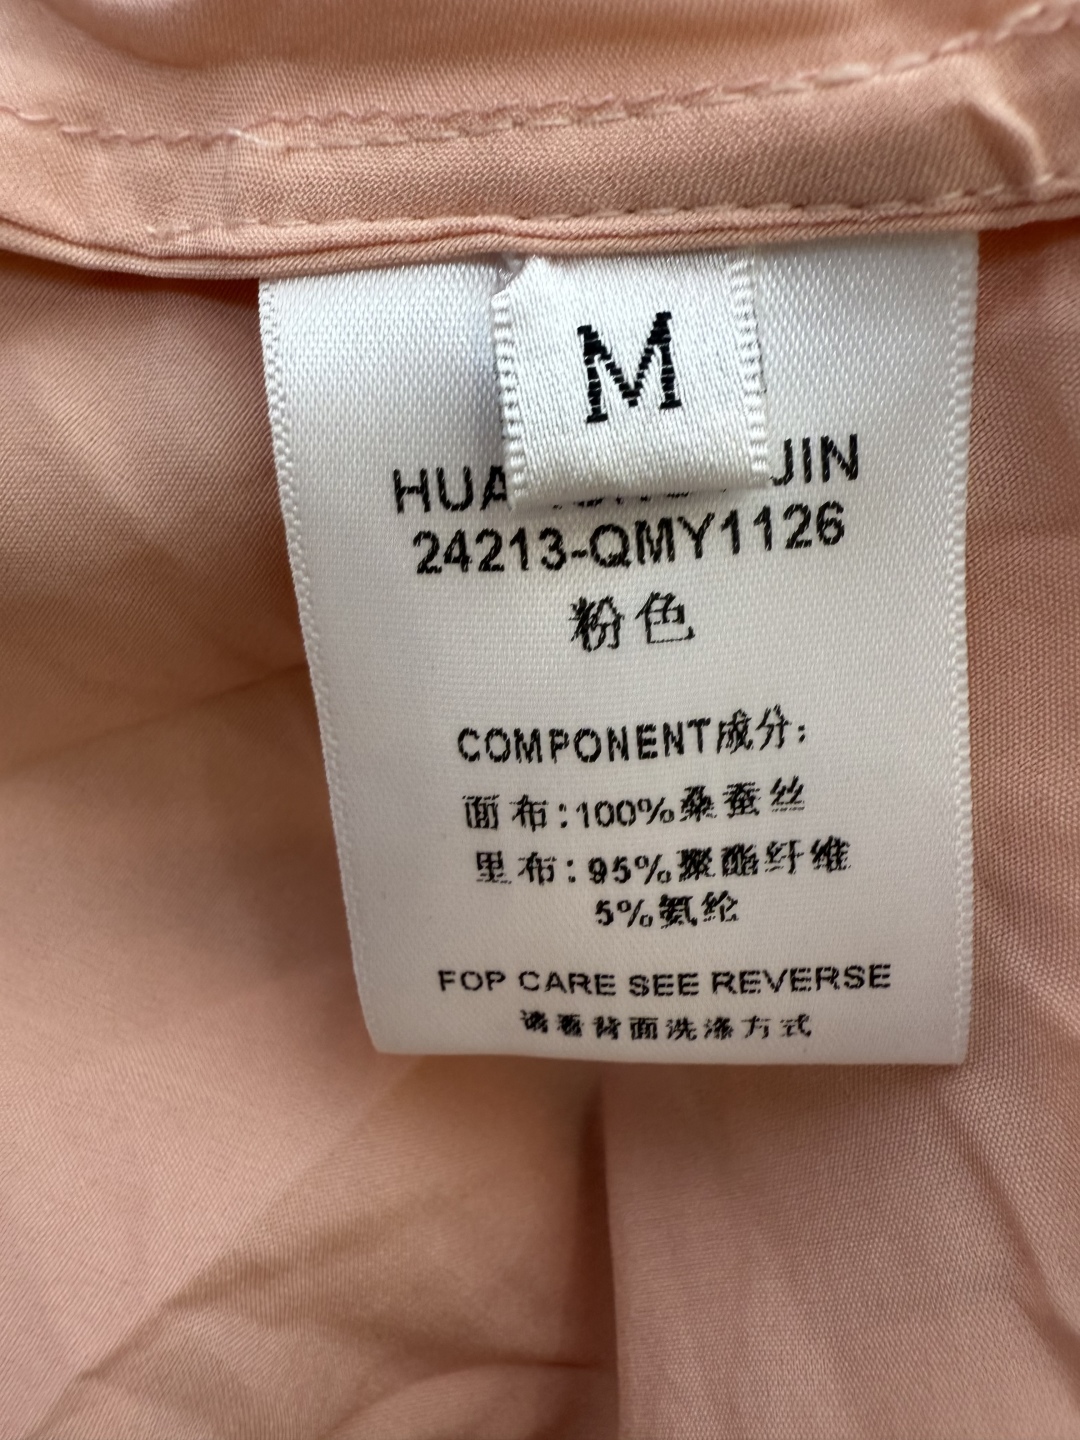 M
HUA JIN
24213-QMY1126
粉色
COMPONENT成分:
面布:100%桑蚕丝
里布:95%聚酯纤维
5%氨纶
FOP CARE SEE REVERSE
请看背面洗涤方式